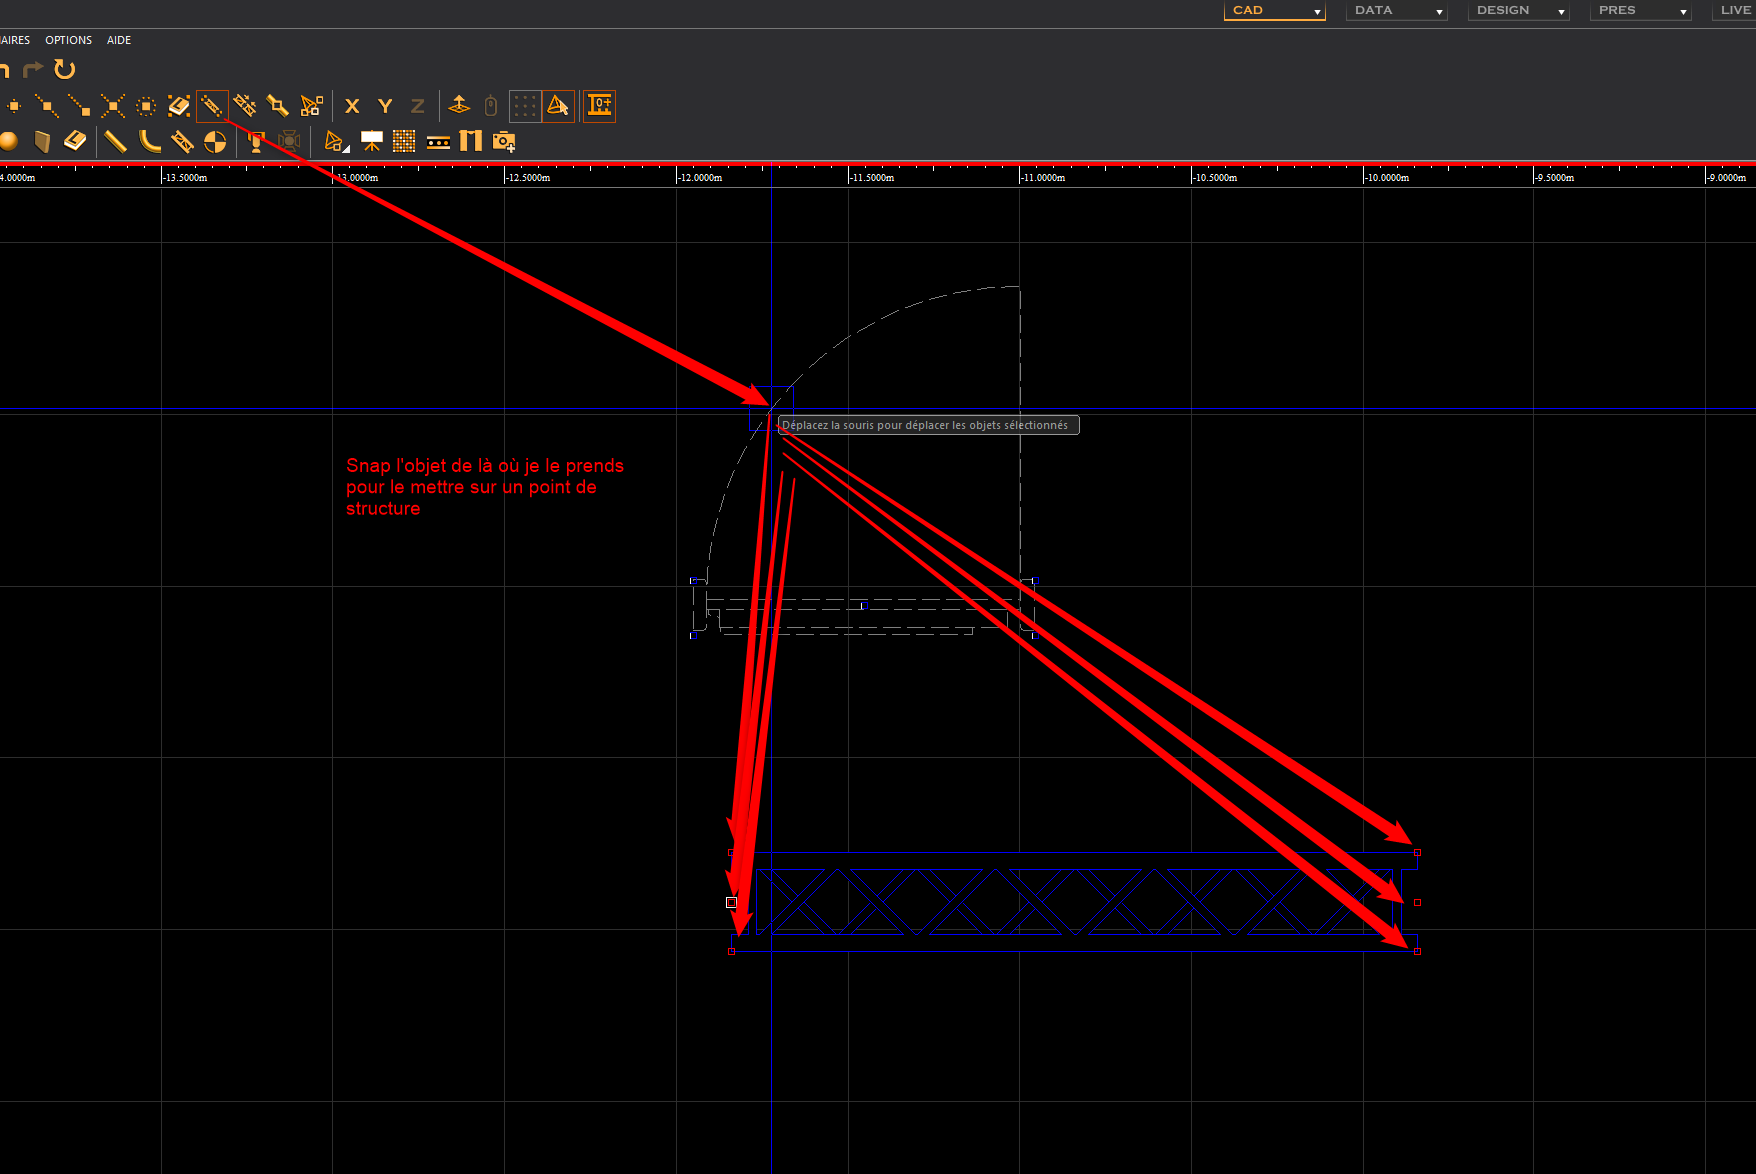 CAD DATA DESIGN PRES LIVE
AIRES OPTIONS AIDE
X Y Z
4.0000m -13.5000m -13.0000m -12.5000m -12.0000m -11.5000m -11.0000m -10.5000m -10.0000m -9.5000m -9.0000m
Déplacez la souris pour déplacer les objets sélectionnés
Snap l'objet de là où je le prends
pour le mettre sur un point de
structure